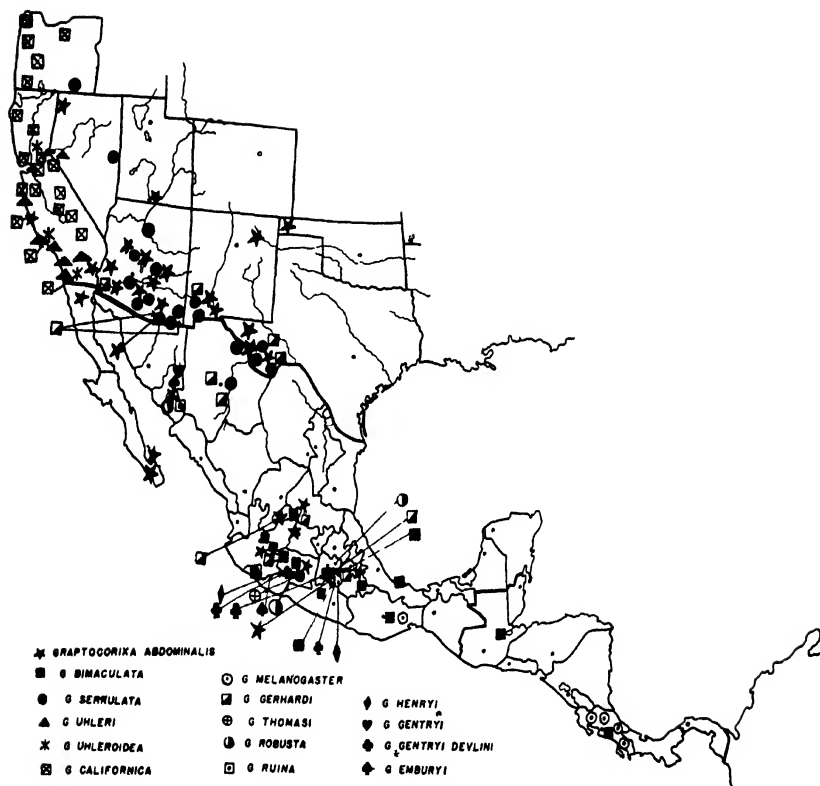 GRAPTOCORIXA ABDOMINALIS
G BIMACULATA
G SERRULATA
G UHLERI
G UHLEROIDEA
G CALIFORNICA
G MELANOGASTER
G GERHARDI
G THOMASI
G ROBUSTA
G RUINA
G HENRYI
G GENTRYI
G GENTRYI DEVLINI
G EMBURYI